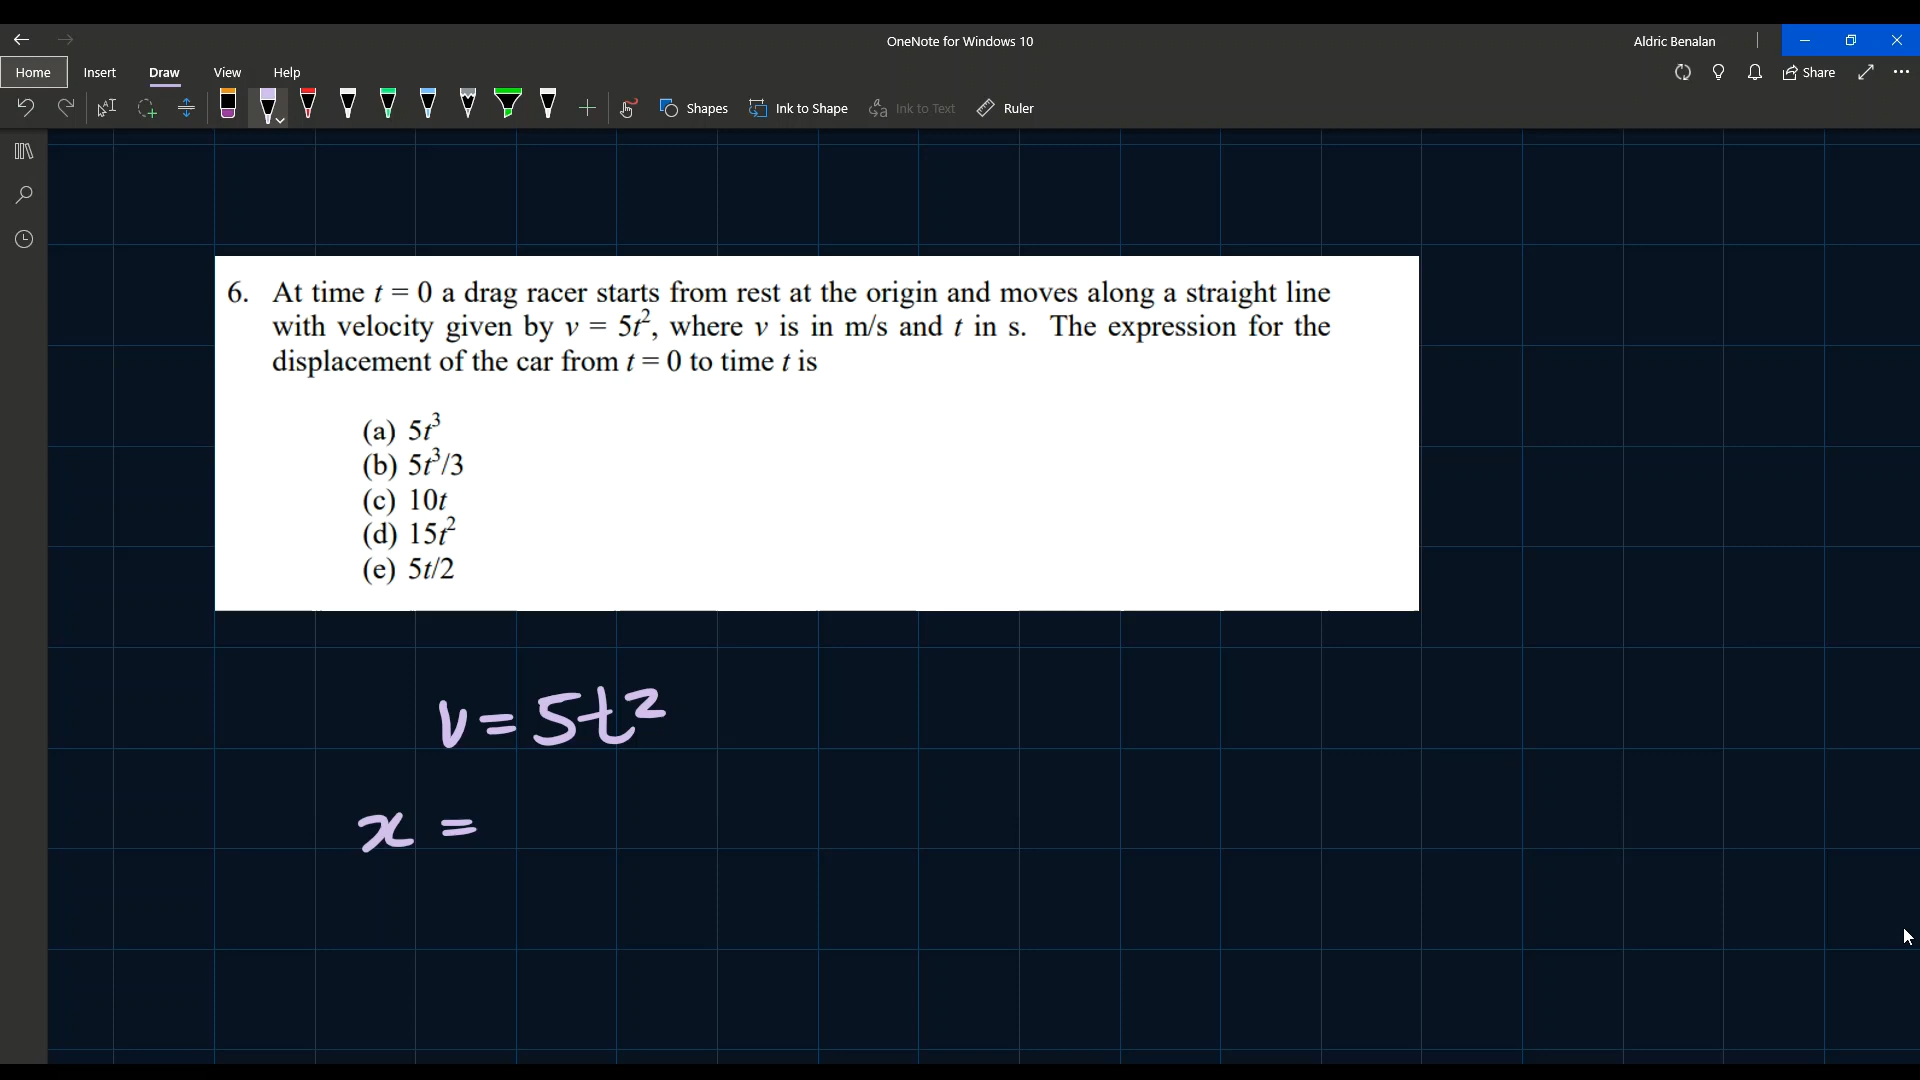 OneNote for Windows 10
Aldric Benalan
Home Insert Draw View Help
Share
Shapes Ink to Shape Ink to Text Ruler
6. At time t = 0 a drag racer starts from rest at the origin and moves along a straight line
with velocity given by v = 5t², where v is in m/s and t in s. The expression for the
displacement of the car from t = 0 to time t is
(a) 5t³
(b) 5t³/3
(c) 10t
(d) 15t²
(e) 5t/2
v = 5t²
x =